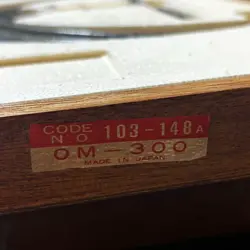 CODE NO 103-148A
OM-300
MADE IN JAPAN